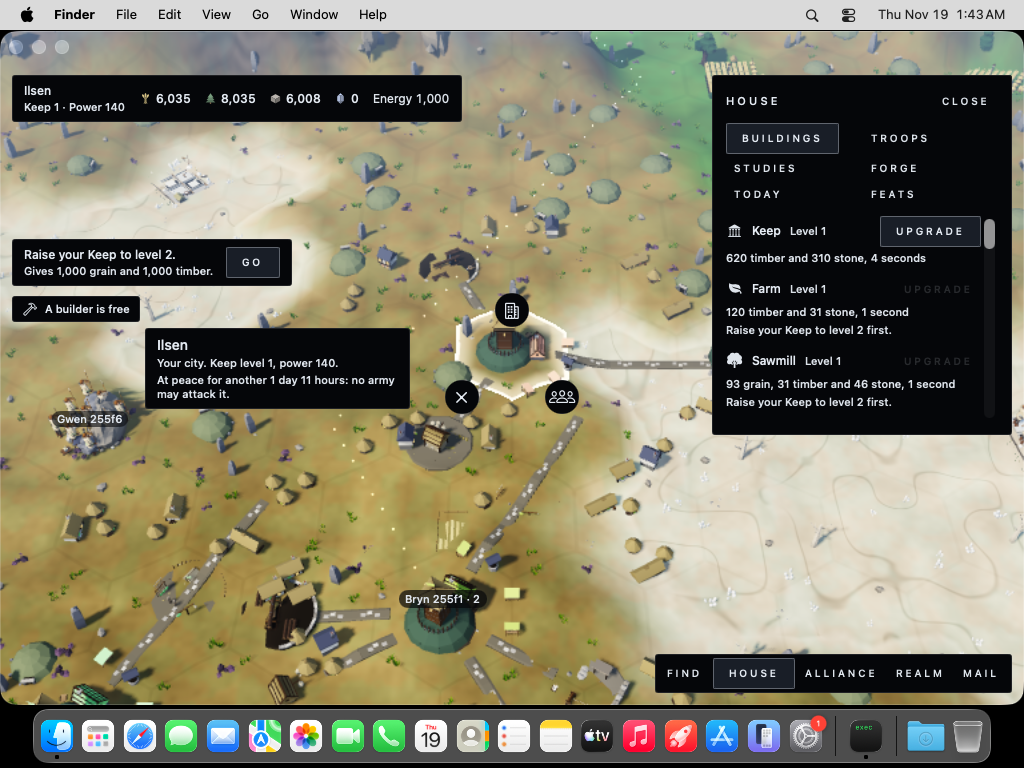 Finder File Edit View Go Window Help Thu Nov 19 1:43 AM
Ilsen
Keep 1 · Power 140
6,035 8,035 6,008 0 Energy 1,000
HOUSE CLOSE
BUILDINGS TROOPS
STUDIES FORGE
TODAY FEATS
Keep Level 1 UPGRADE
620 timber and 310 stone, 4 seconds
Farm Level 1 UPGRADE
120 timber and 31 stone, 1 second
Raise your Keep to level 2 first.
Sawmill Level 1 UPGRADE
93 grain, 31 timber and 46 stone, 1 second
Raise your Keep to level 2 first.
Raise your Keep to level 2.
Gives 1,000 grain and 1,000 timber.
GO
A builder is free
Ilsen
Your city. Keep level 1, power 140.
At peace for another 1 day 11 hours: no army
may attack it.
Gwen 255f6
Bryn 255f1 · 2
FIND HOUSE ALLIANCE REALM MAIL
Thu
19
tv
1
exec